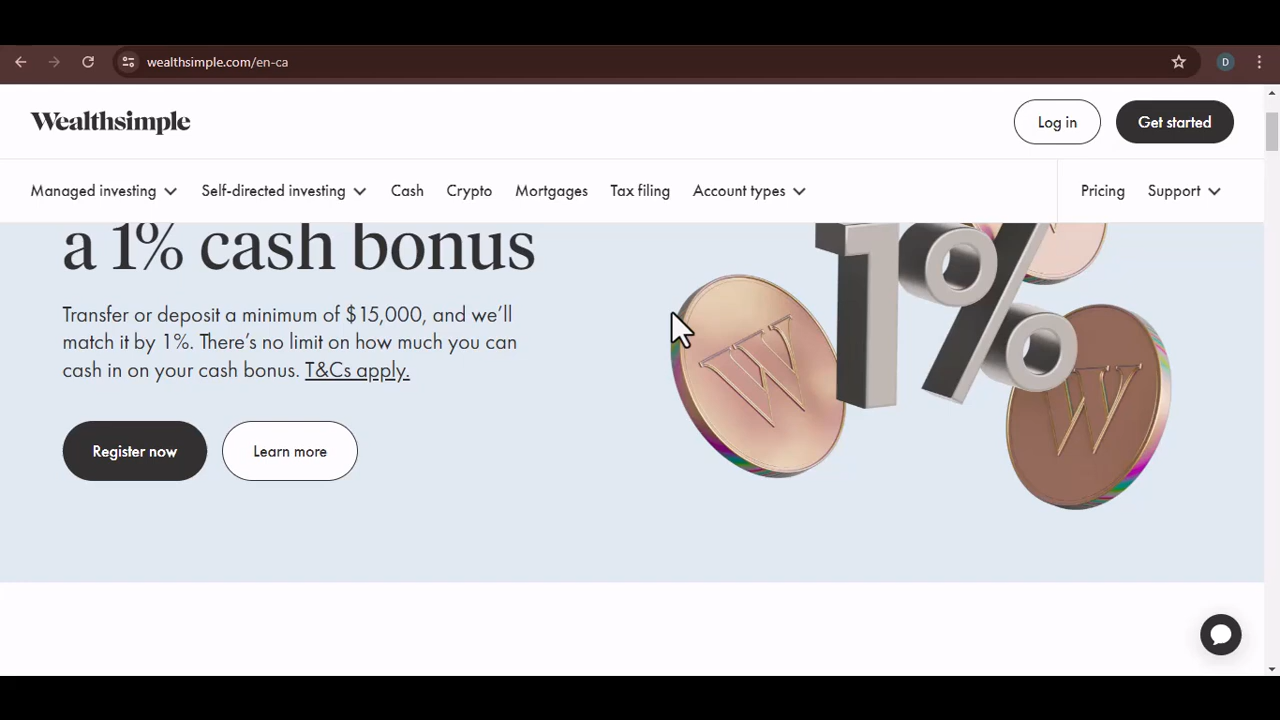 wealthsimple.com/en-ca
D
Wealthsimple
Log in
Get started
Managed investing
Self-directed investing
Cash
Crypto
Mortgages
Tax filing
Account types
Pricing
Support
a 1% cash bonus
Transfer or deposit a minimum of $15,000, and we’ll
match it by 1%. There’s no limit on how much you can
cash in on your cash bonus. T&Cs apply.
Register now
Learn more
1%
W
W